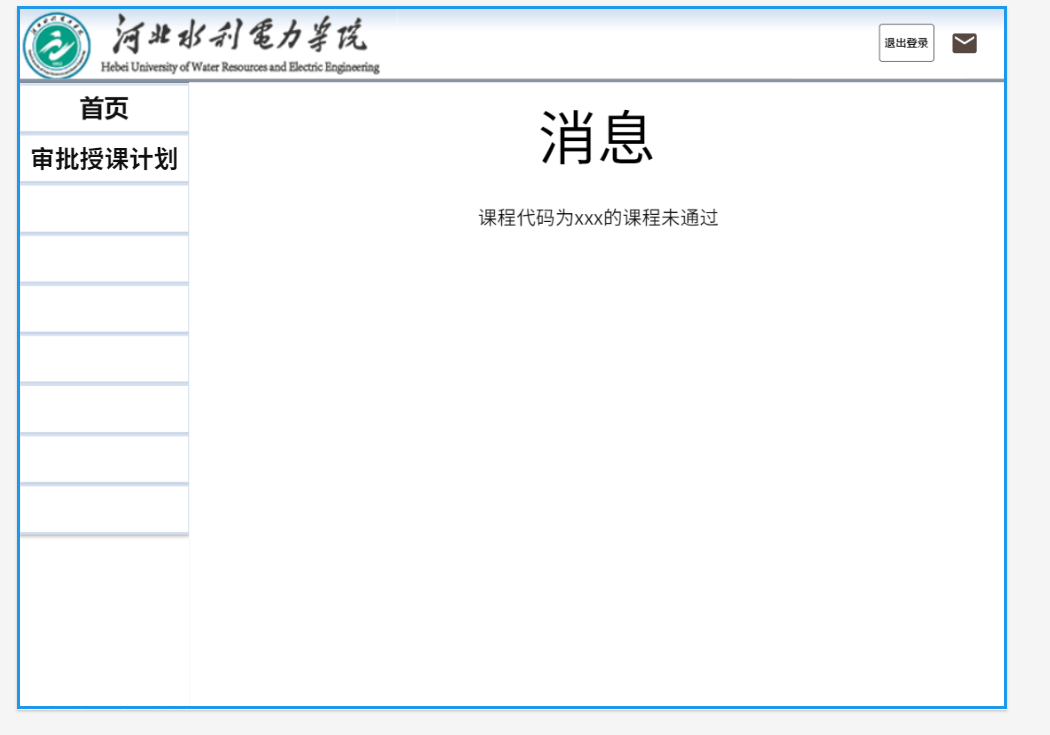 河北水利電力学院
Hebei University of Water Resources and Electric Engineering
退出登录
首页
审批授课计划
消息
课程代码为xxx的课程未通过